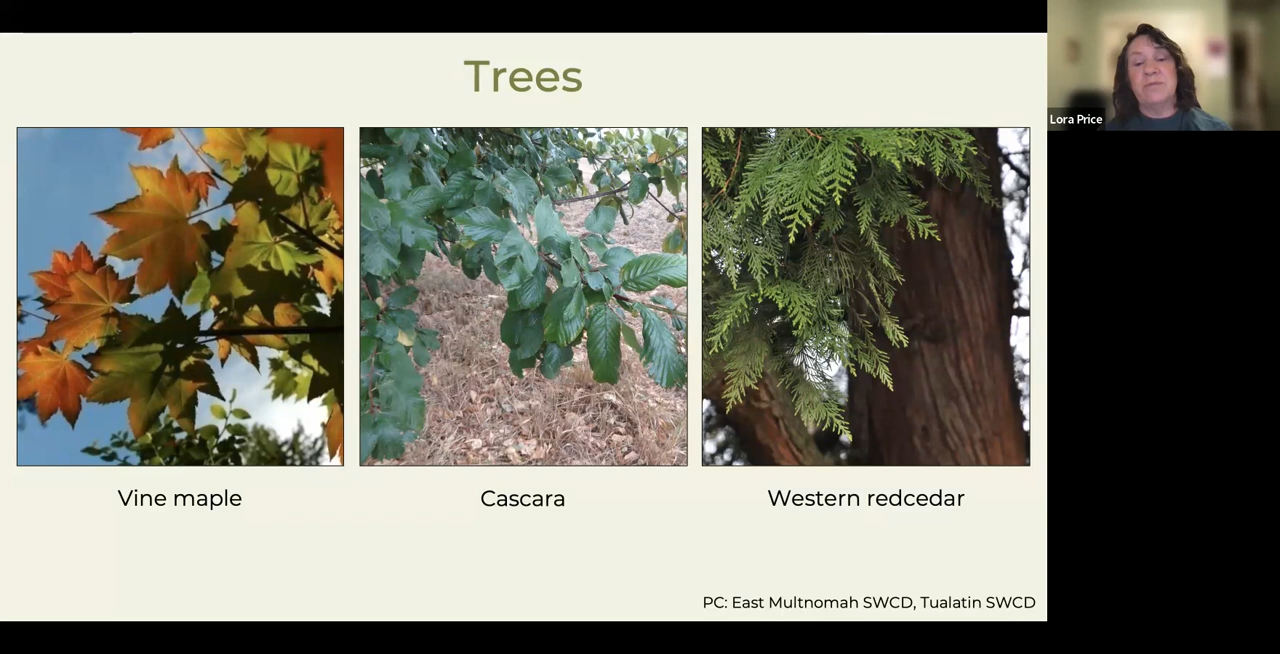 Trees
Lora Price
Vine maple
Cascara
Western redcedar
PC: East Multnomah SWCD, Tualatin SWCD